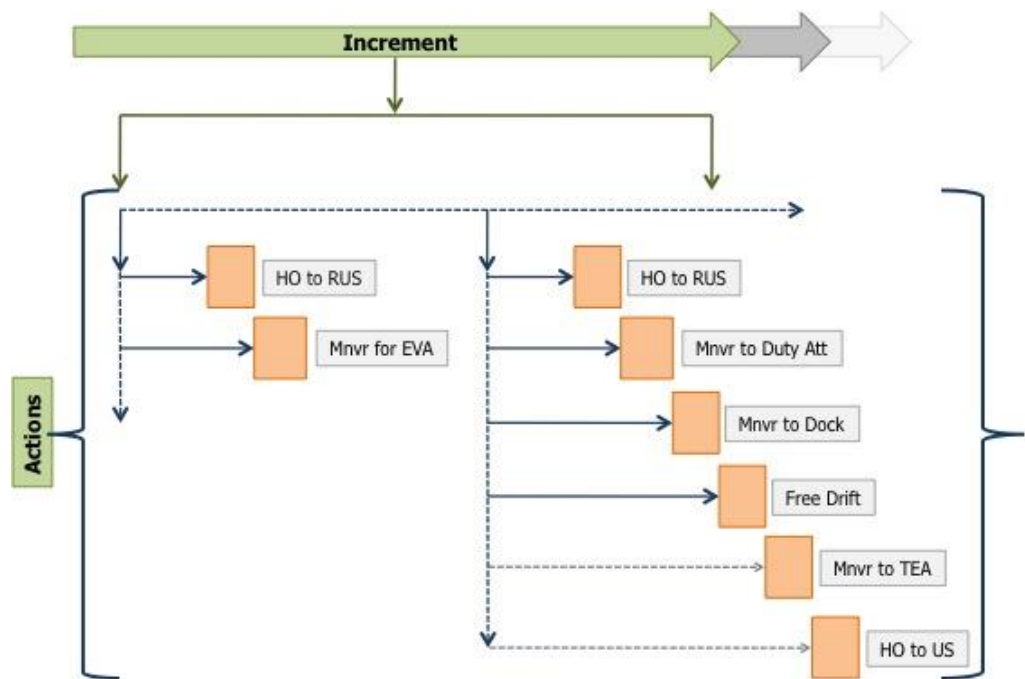 Increment
HO to RUS
HO to RUS
Mnvr for EVA
Mnvr to Duty Att
Actions
Mnvr to Dock
Free Drift
Mnvr to TEA
HO to US